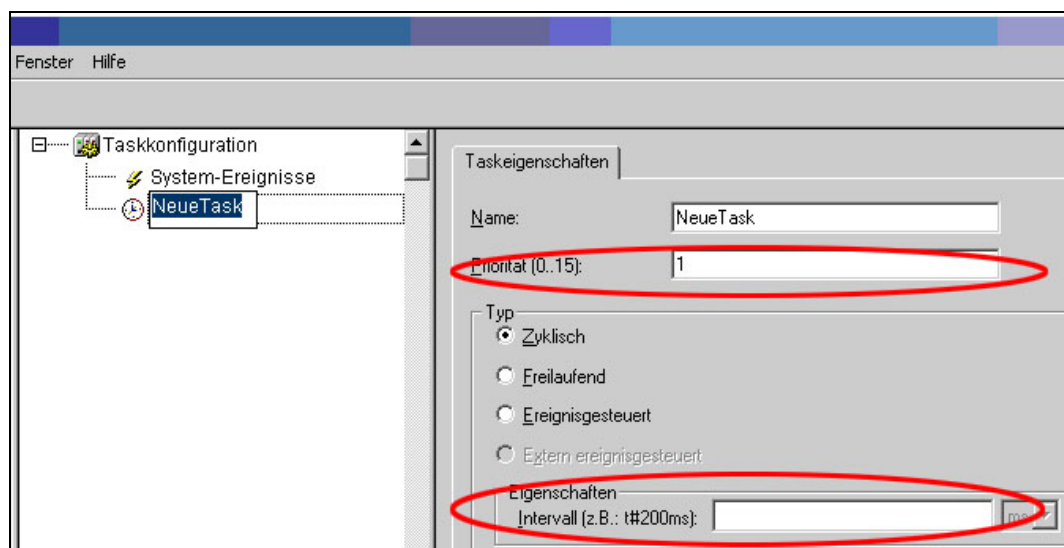 Fenster Hilfe
Taskkonfiguration
System-Ereignisse
NeueTask
Taskeigenschaften
Name: NeueTask
Priorität (0..15): 1
Typ
Zyklisch
Freilaufend
Ereignisgesteuert
Extern ereignisgesteuert
Eigenschaften
Intervall (z.B.: t#200ms): ms